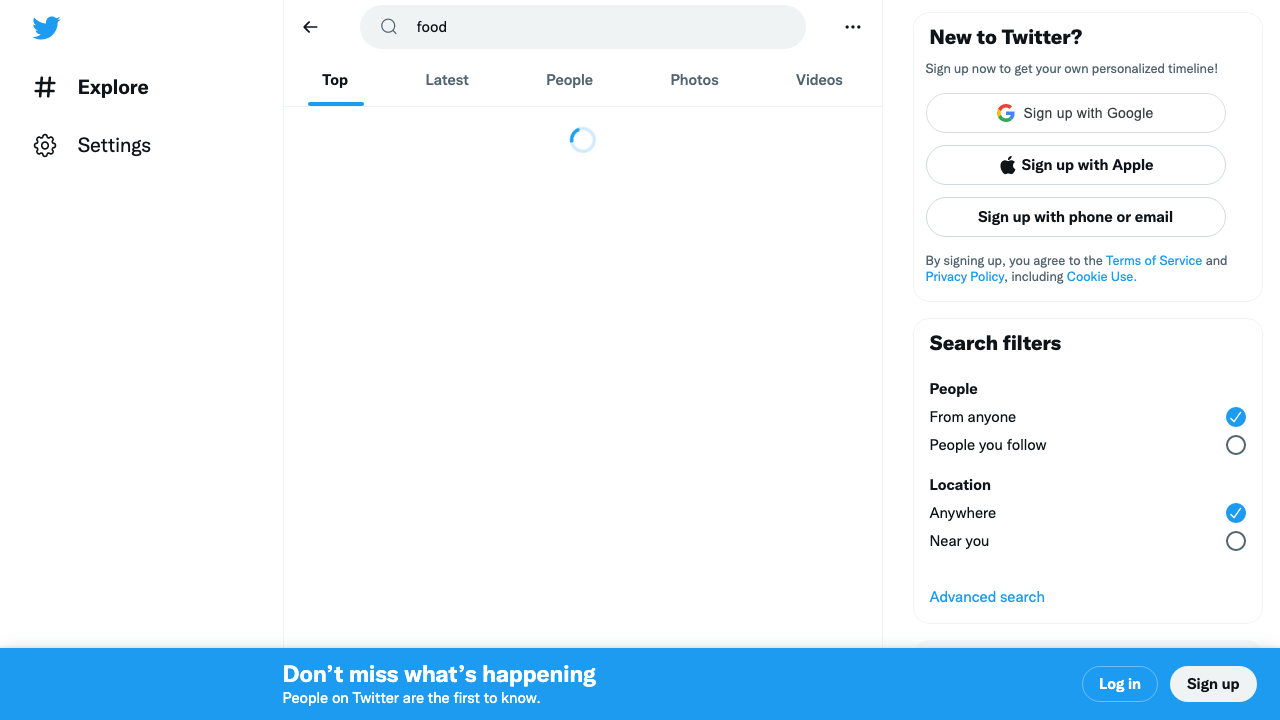 Explore
Settings
food
Top
Latest
People
Photos
Videos
New to Twitter?
Sign up now to get your own personalized timeline!
Sign up with Google
Sign up with Apple
Sign up with phone or email
By signing up, you agree to the Terms of Service and
Privacy Policy, including Cookie Use.
Search filters
People
From anyone
People you follow
Location
Anywhere
Near you
Advanced search
Don’t miss what’s happening
People on Twitter are the first to know.
Log in
Sign up